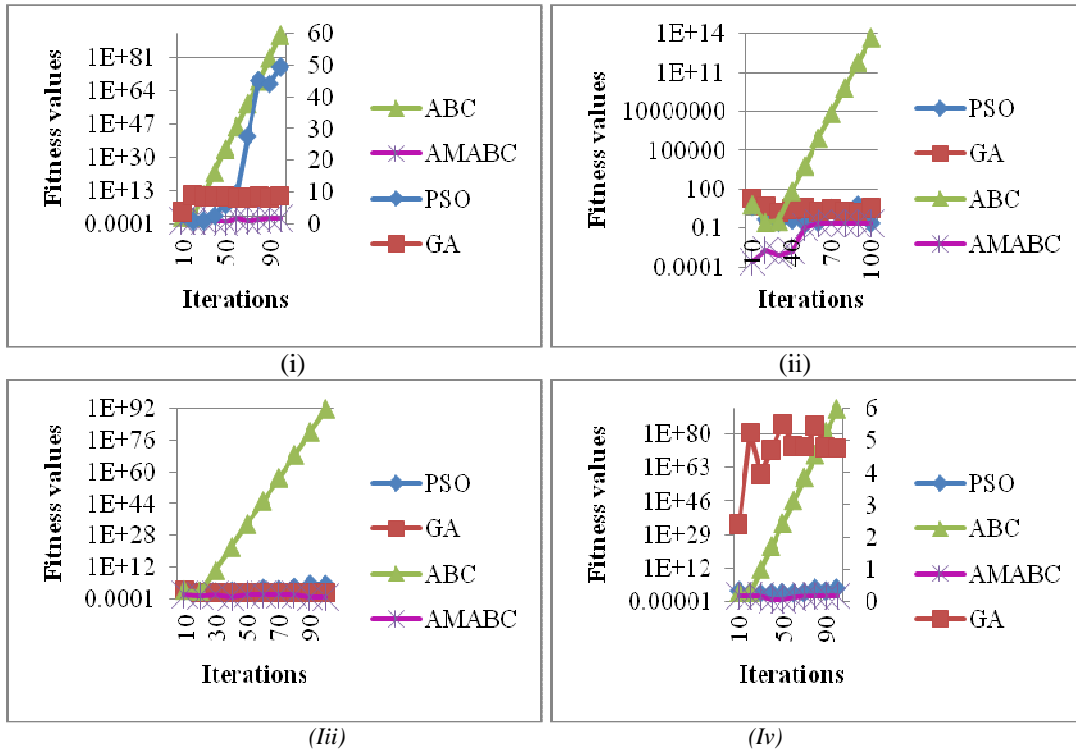 Fitness values
1E+81
1E+64
1E+47
1E+30
1E+13
0.0001
60
50
40
30
20
10
0
10
50
90
Iterations
ABC
AMABC
PSO
GA
(i)
Fitness values
1E+14
1E+11
10000000
100000
100
0.1
0.0001
10
40
70
100
Iterations
PSO
GA
ABC
AMABC
(ii)
Fitness values
1E+92
1E+76
1E+60
1E+44
1E+28
1E+12
0.0001
10
30
50
70
90
Iterations
PSO
GA
ABC
AMABC
(Iii)
Fitness values
1E+80
1E+63
1E+46
1E+29
1E+12
0.00001
6
5
4
3
2
1
0
10
50
90
Iterations
PSO
ABC
AMABC
GA
(Iv)